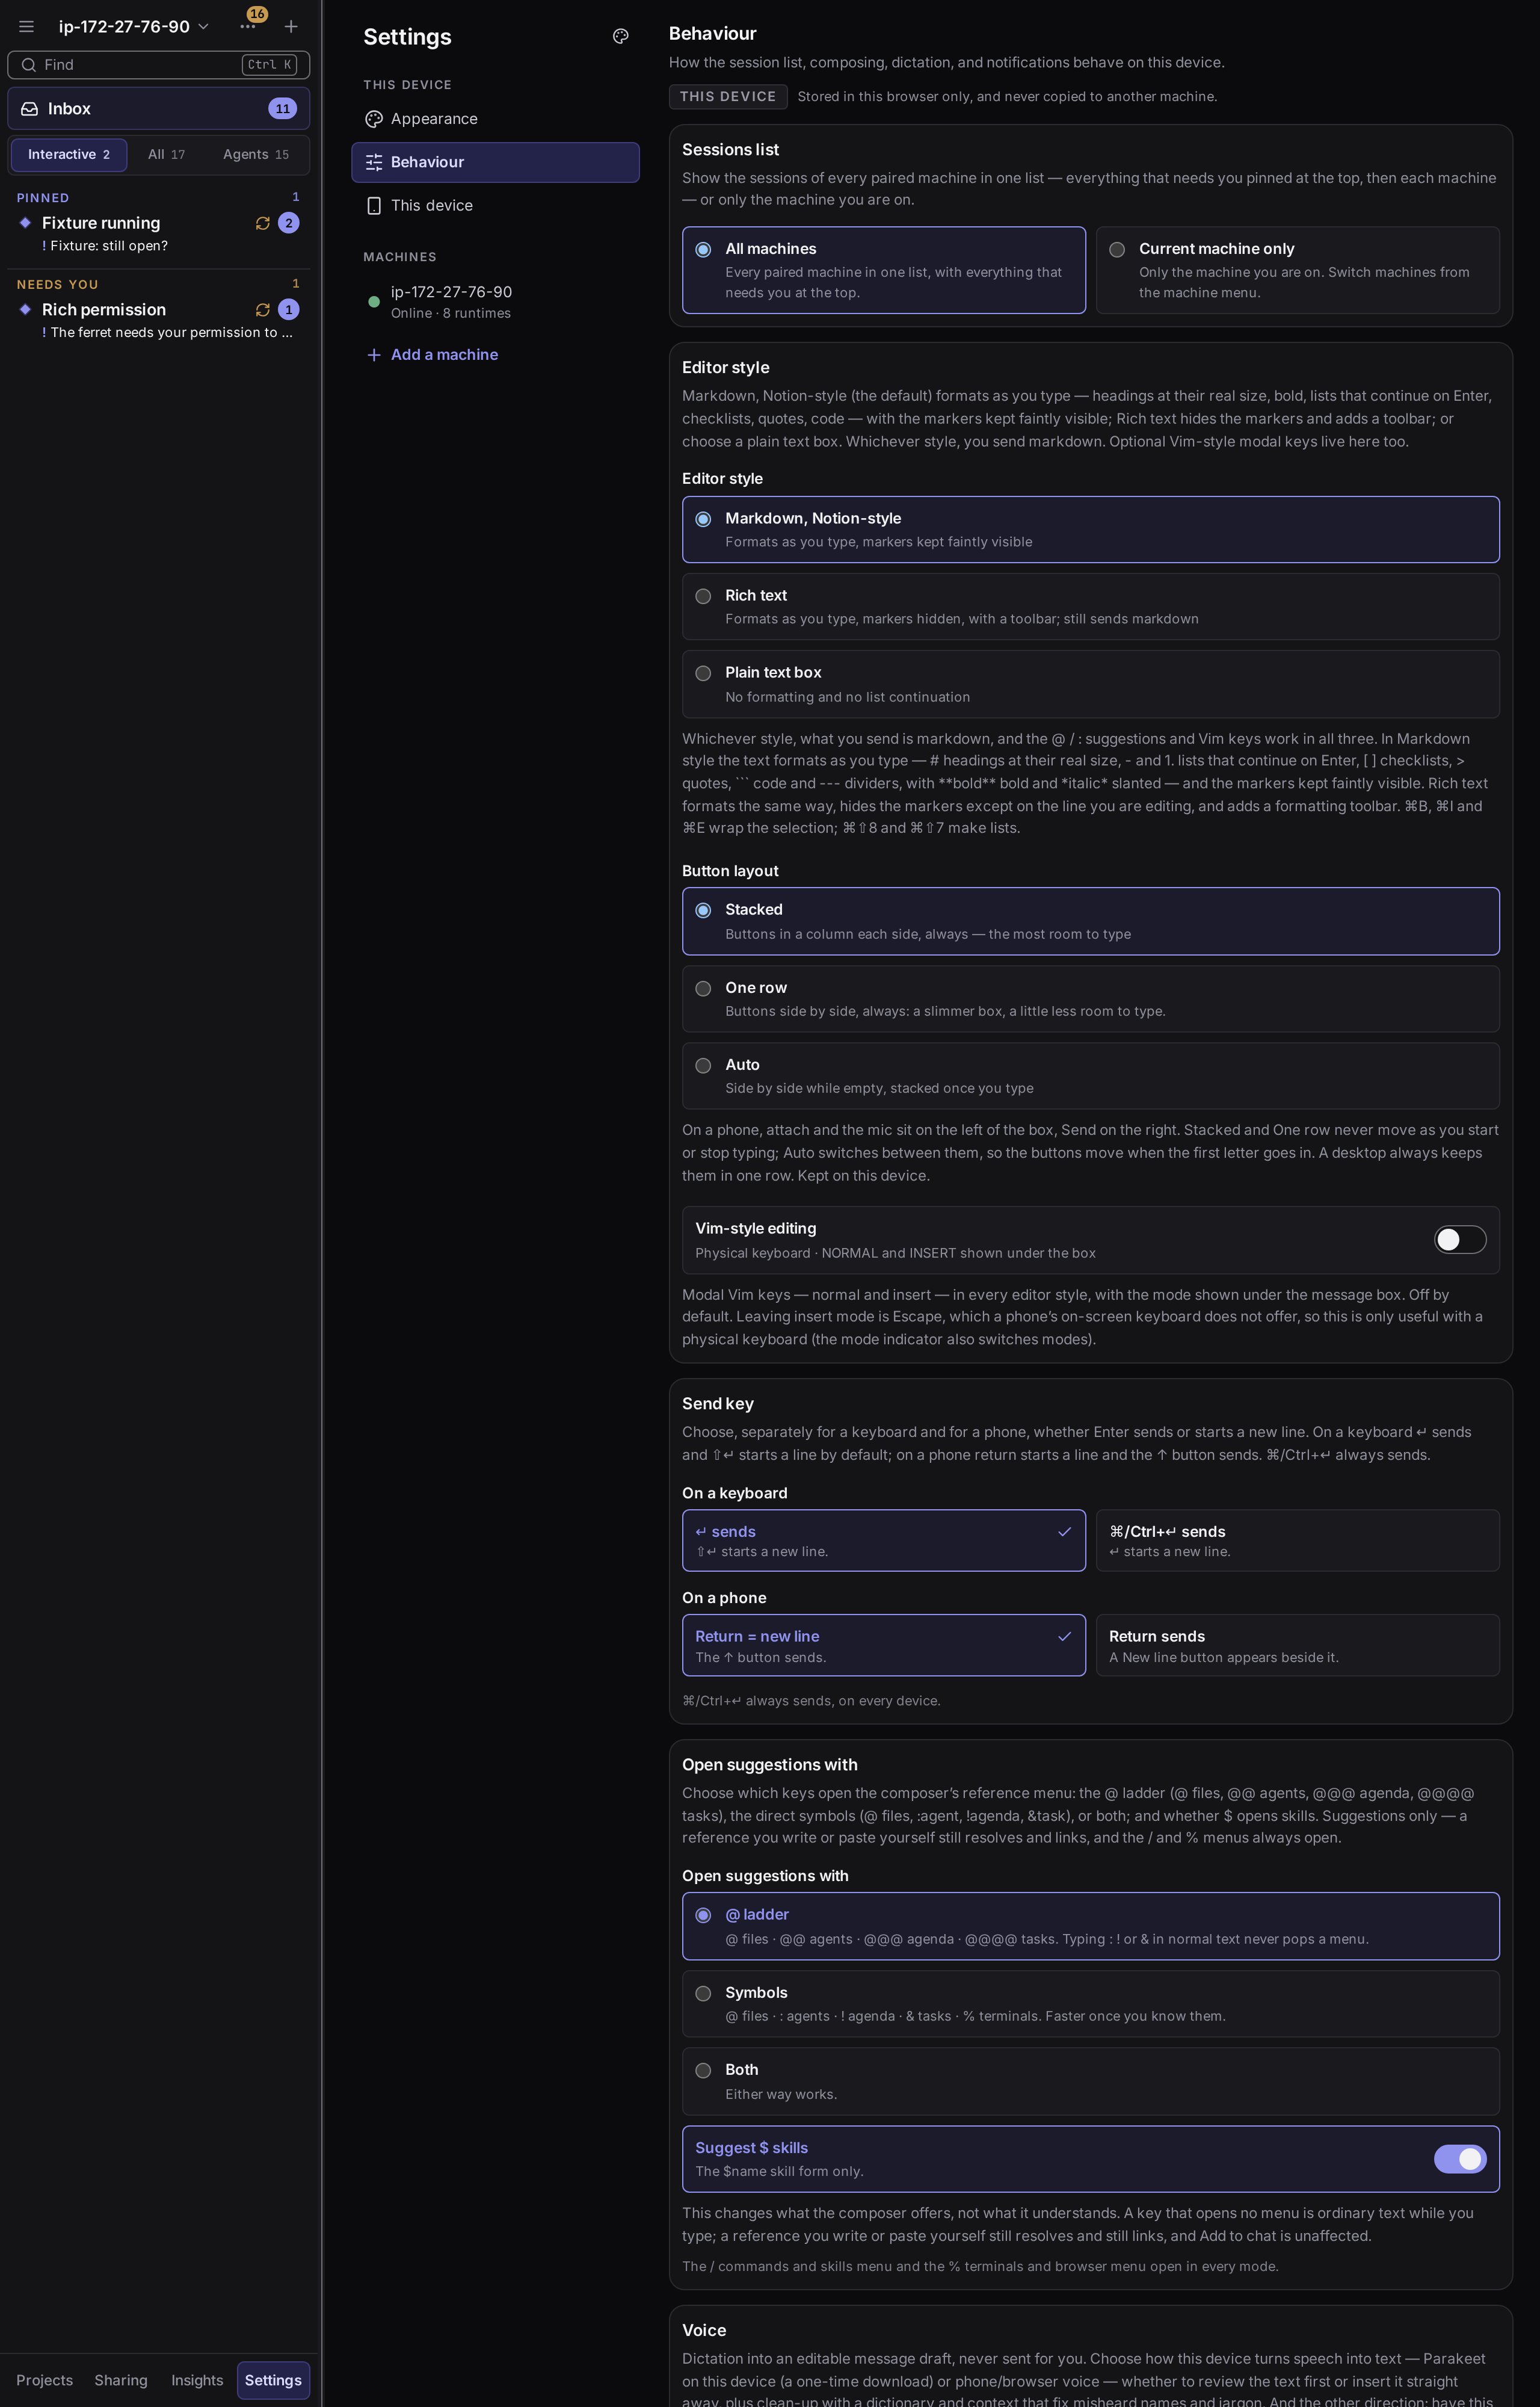 ip-172-27-76-90
16
Find
Ctrl K
Inbox
11
Interactive 2
All 17
Agents 15
PINNED
1
Fixture running
2
! Fixture: still open?
NEEDS YOU
1
Rich permission
1
! The ferret needs your permission to ...
Projects
Sharing
Insights
Settings
Settings
THIS DEVICE
Appearance
Behaviour
This device
MACHINES
ip-172-27-76-90
Online · 8 runtimes
Add a machine
Behaviour
How the session list, composing, dictation, and notifications behave on this device.
THIS DEVICE
Stored in this browser only, and never copied to another machine.
Sessions list
Show the sessions of every paired machine in one list — everything that needs you pinned at the top, then each machine
— or only the machine you are on.
All machines
Every paired machine in one list, with everything that
needs you at the top.
Current machine only
Only the machine you are on. Switch machines from
the machine menu.
Editor style
Markdown, Notion-style (the default) formats as you type — headings at their real size, bold, lists that continue on Enter,
checklists, quotes, code — with the markers kept faintly visible; Rich text hides the markers and adds a toolbar; or
choose a plain text box. Whichever style, you send markdown. Optional Vim-style modal keys live here too.
Editor style
Markdown, Notion-style
Formats as you type, markers kept faintly visible
Rich text
Formats as you type, markers hidden, with a toolbar; still sends markdown
Plain text box
No formatting and no list continuation
Whichever style, what you send is markdown, and the @ / : suggestions and Vim keys work in all three. In Markdown
style the text formats as you type — # headings at their real size, - and 1. lists that continue on Enter, [ ] checklists, >
quotes, ``` code and --- dividers, with **bold** bold and *italic* slanted — and the markers kept faintly visible. Rich text
formats the same way, hides the markers except on the line you are editing, and adds a formatting toolbar. ⌘B, ⌘I and
⌘E wrap the selection; ⌘⇧8 and ⌘⇧7 make lists.
Button layout
Stacked
Buttons in a column each side, always — the most room to type
One row
Buttons side by side, always: a slimmer box, a little less room to type.
Auto
Side by side while empty, stacked once you type
On a phone, attach and the mic sit on the left of the box, Send on the right. Stacked and One row never move as you start
or stop typing; Auto switches between them, so the buttons move when the first letter goes in. A desktop always keeps
them in one row. Kept on this device.
Vim-style editing
Physical keyboard · NORMAL and INSERT shown under the box
Modal Vim keys — normal and insert — in every editor style, with the mode shown under the message box. Off by
default. Leaving insert mode is Escape, which a phone's on-screen keyboard does not offer, so this is only useful with a
physical keyboard (the mode indicator also switches modes).
Send key
Choose, separately for a keyboard and for a phone, whether Enter sends or starts a new line. On a keyboard ↵ sends
and ⇧↵ starts a line by default; on a phone return starts a line and the ↑ button sends. ⌘/Ctrl+↵ always sends.
On a keyboard
↵ sends
⇧↵ starts a new line.
⌘/Ctrl+↵ sends
↵ starts a new line.
On a phone
Return = new line
The ↑ button sends.
Return sends
A New line button appears beside it.
⌘/Ctrl+↵ always sends, on every device.
Open suggestions with
Choose which keys open the composer's reference menu: the @ ladder (@ files, @@ agents, @@@ agenda, @@@@
tasks), the direct symbols (@ files, :agent, !agenda, &task), or both; and whether $ opens skills. Suggestions only — a
reference you write or paste yourself still resolves and links, and the / and % menus always open.
Open suggestions with
@ ladder
@ files · @@ agents · @@@ agenda · @@@@ tasks. Typing : ! or & in normal text never pops a menu.
Symbols
@ files · : agents · ! agenda · & tasks · % terminals. Faster once you know them.
Both
Either way works.
Suggest $ skills
The $name skill form only.
This changes what the composer offers, not what it understands. A key that opens no menu is ordinary text while you
type; a reference you write or paste yourself still resolves and still links, and Add to chat is unaffected.
The / commands and skills menu and the % terminals and browser menu open in every mode.
Voice
Dictation into an editable message draft, never sent for you. Choose how this device turns speech into text — Parakeet
on this device (a one-time download) or phone/browser voice — whether to review the text first or insert it straight
away, plus clean-up with a dictionary and context that fix misheard names and jargon. And the other direction: have this